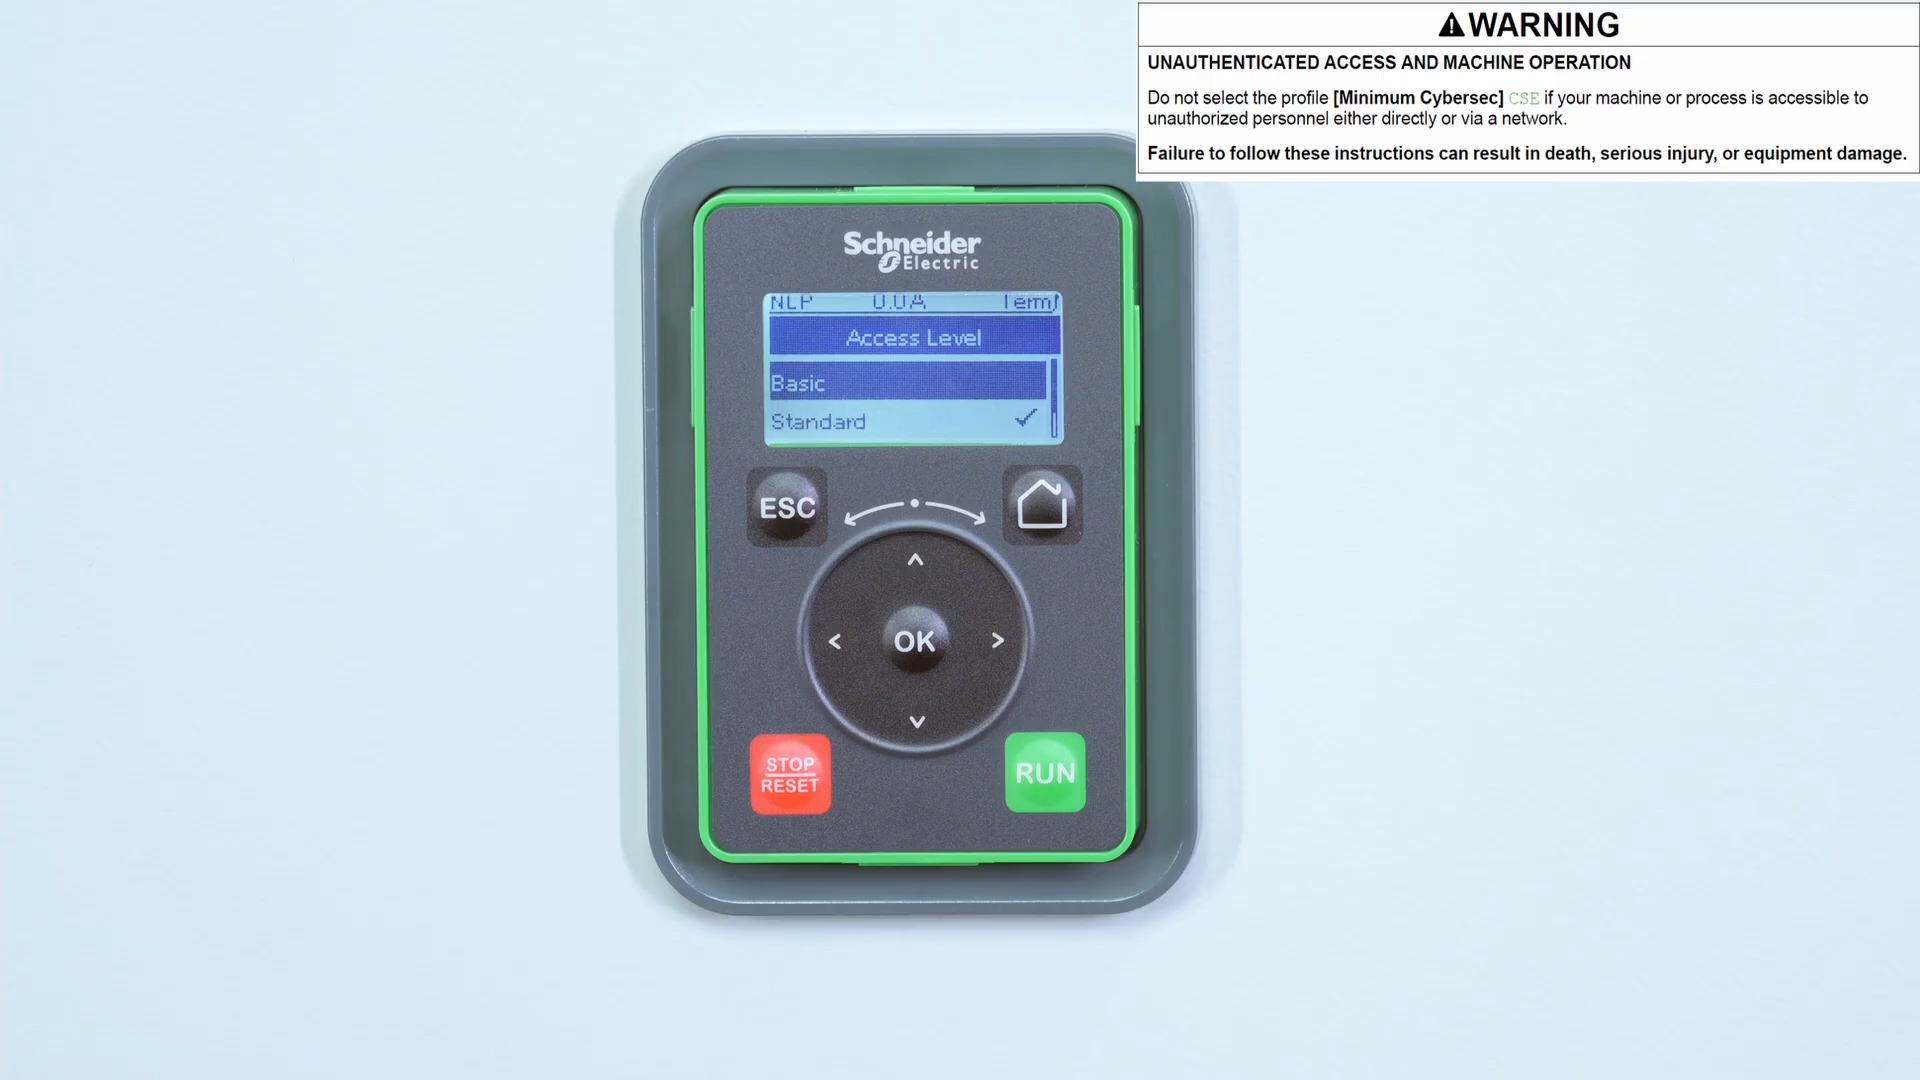 ⚠WARNING
UNAUTHENTICATED ACCESS AND MACHINE OPERATION
Do not select the profile [Minimum Cybersec] CSE if your machine or process is accessible to
unauthorized personnel either directly or via a network.
Failure to follow these instructions can result in death, serious injury, or equipment damage.
Schneider
Electric
NLP 0.0A Term
Access Level
Basic
Standard ✓
ESC
OK
STOP
RESET
RUN